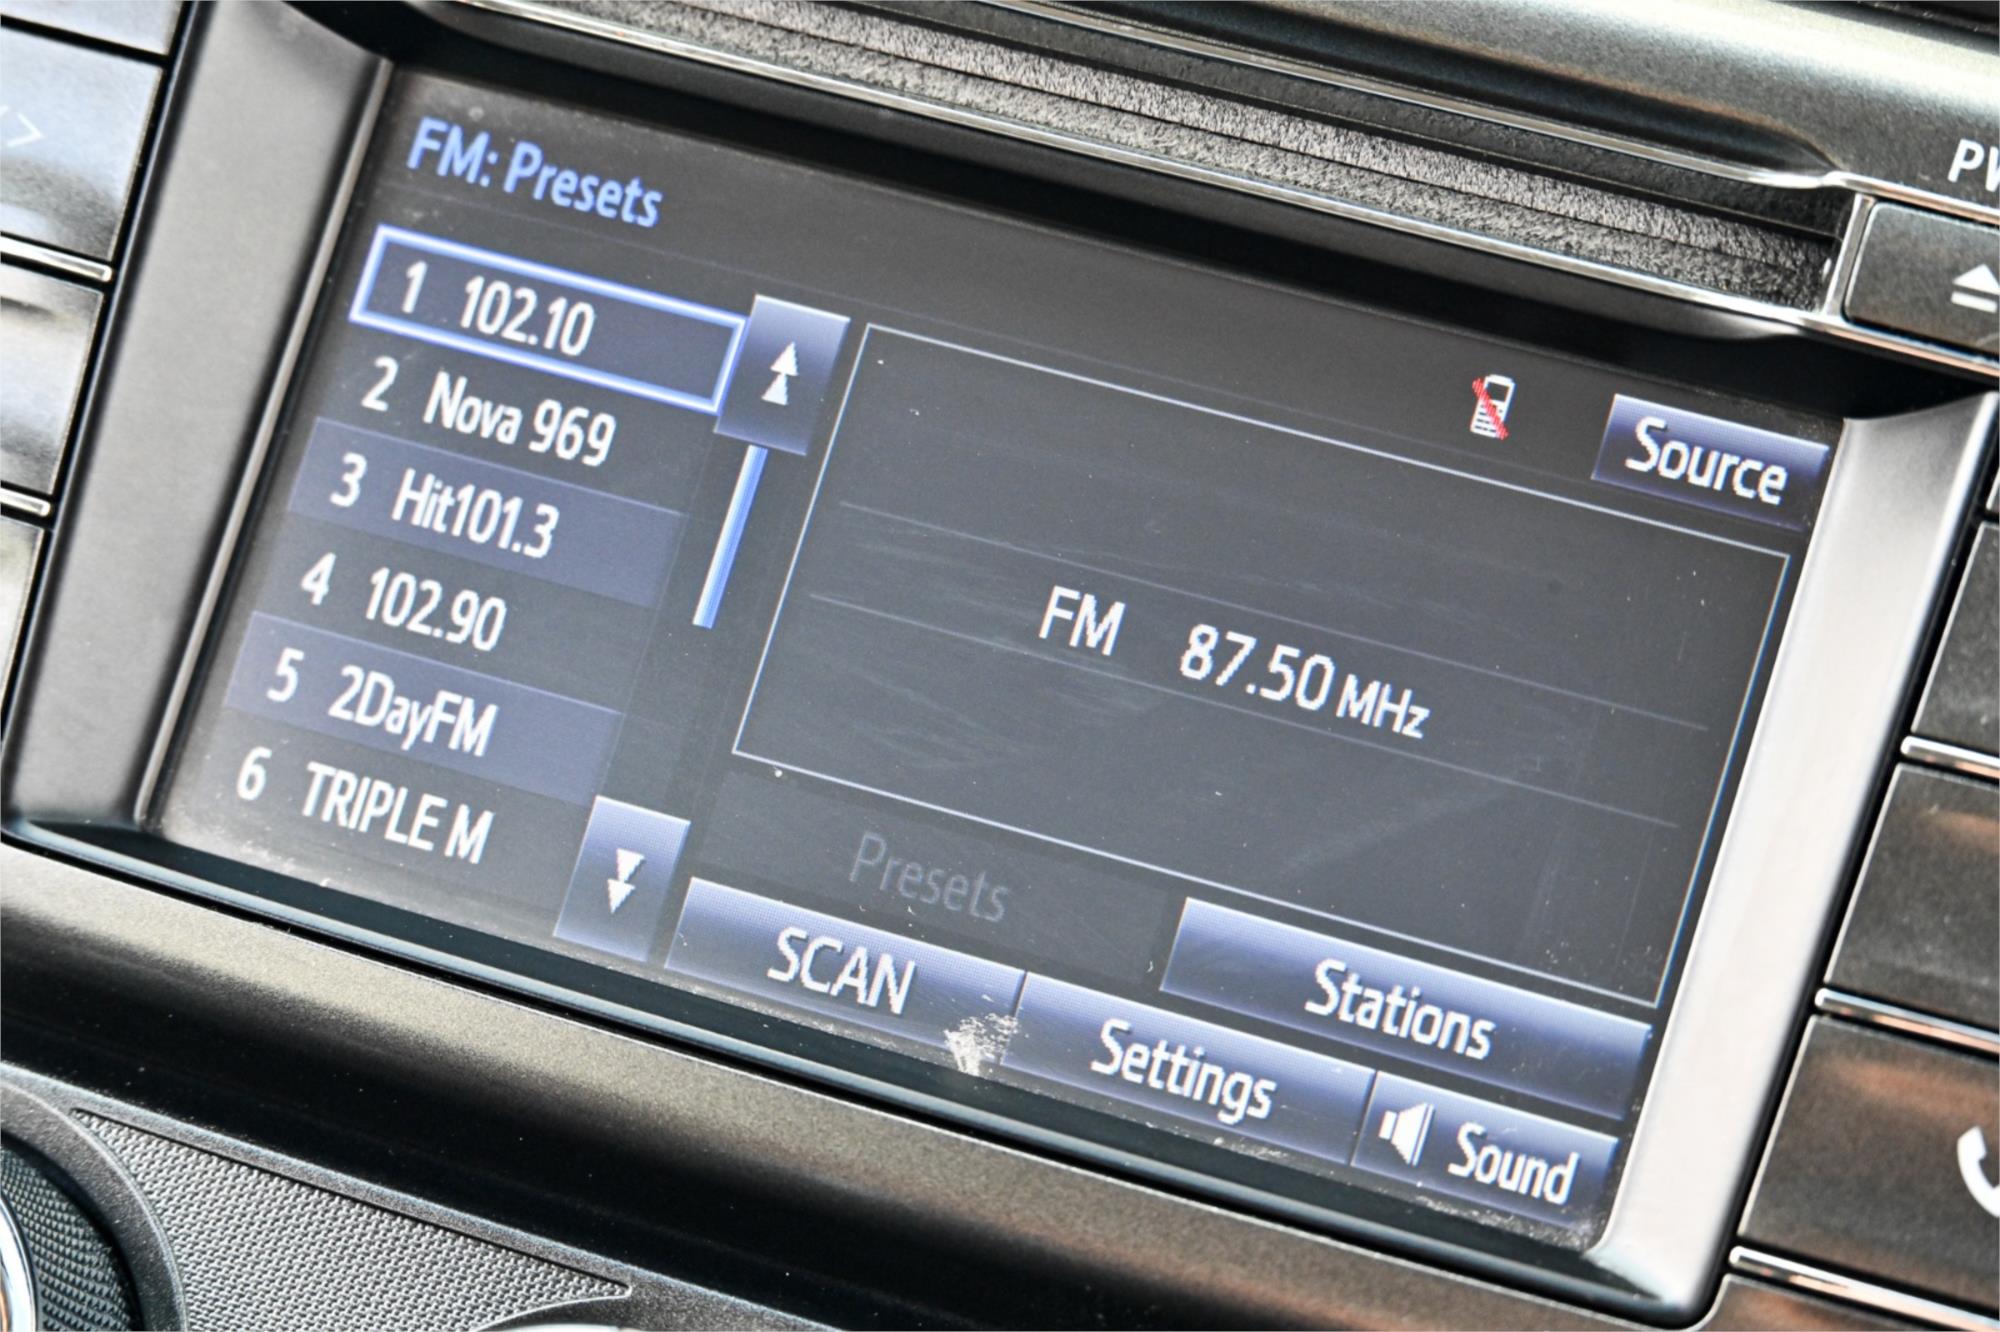 FM: Presets
1 102.10
2 Nova 969
3 Hit101.3
4 102.90
5 2DayFM
6 TRIPLE M
Source
FM 87.50 MHz
Presets
Stations
SCAN
Settings
Sound